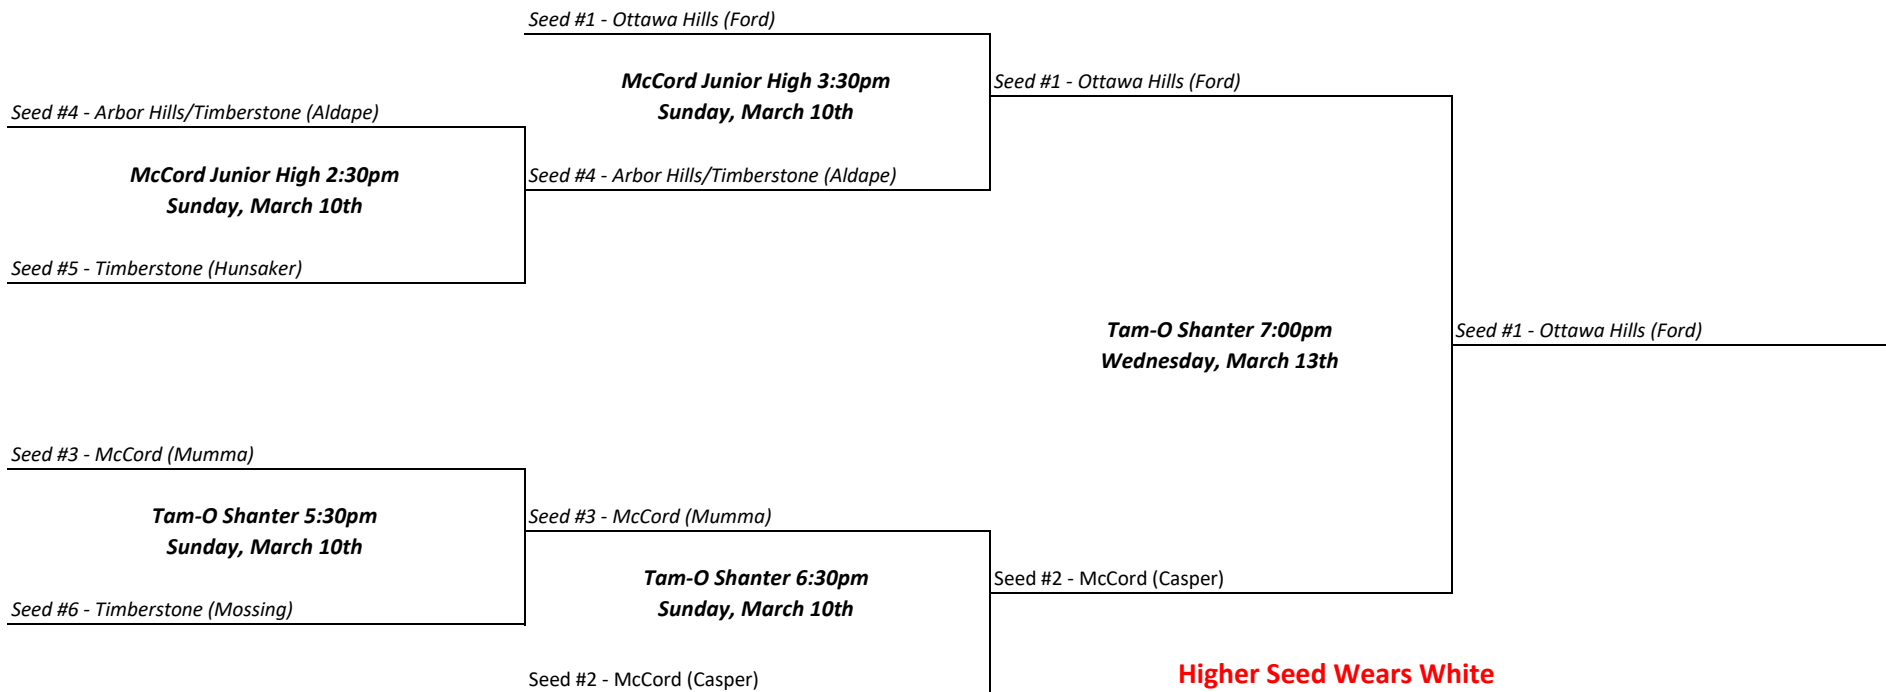 Seed #1 - Ottawa Hills (Ford)
McCord Junior High 3:30pm
Seed #1 - Ottawa Hills (Ford)
Seed #4 - Arbor Hills/Timberstone (Aldape)
Sunday, March 10th
McCord Junior High 2:30pm
Seed #4 - Arbor Hills/Timberstone (Aldape)
Sunday, March 10th
Seed #5 - Timberstone (Hunsaker)
Tam-O Shanter 7:00pm
Seed #1 - Ottawa Hills (Ford)
Wednesday, March 13th
Seed #3 - McCord (Mumma)
Tam-O Shanter 5:30pm
Seed #3 - McCord (Mumma)
Sunday, March 10th
Tam-O Shanter 6:30pm
Seed #2 - McCord (Casper)
Seed #6 - Timberstone (Mossing)
Sunday, March 10th
Seed #2 - McCord (Casper)
Higher Seed Wears White